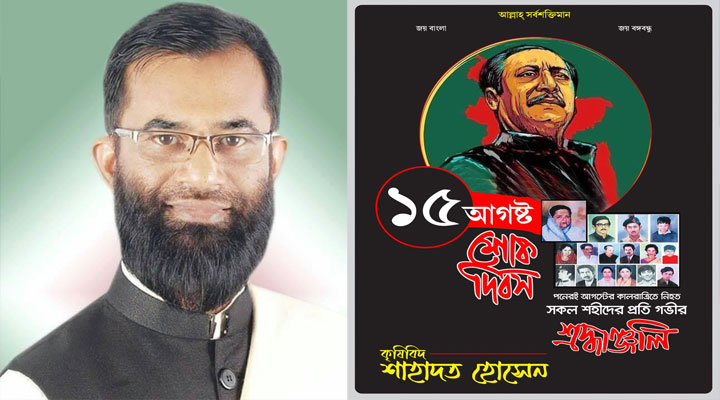 আল্লাহ্ সর্বশক্তিমান
জয় বাংলা
জয় বঙ্গবন্ধু
১৫ আগষ্ট
শোক
দিবস
পনেরই আগস্টের কালরাত্রিতে নিহত
সকল শহীদের প্রতি গভীর
শ্রদ্ধাঞ্জলি
কৃষিবিদ
শাহাদত হোসেন